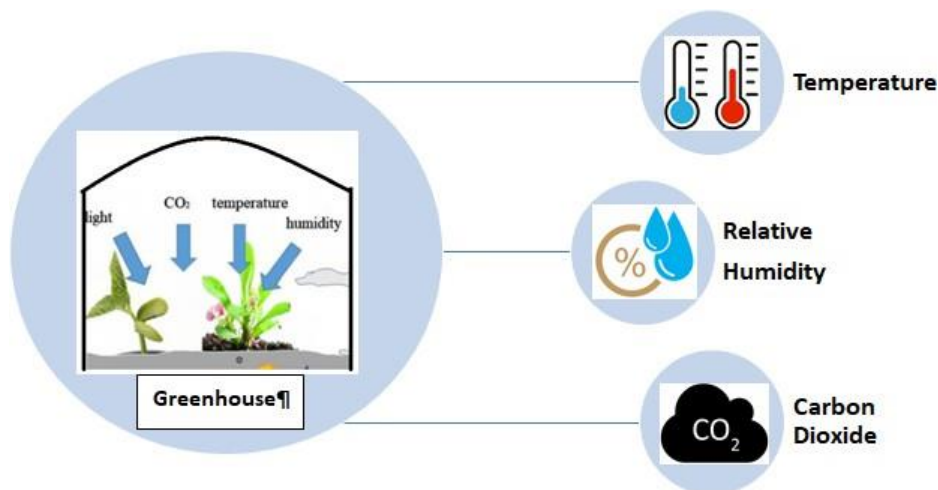 light
CO₂
temperature
humidity
Greenhouse¶
Temperature
%
Relative
Humidity
CO₂
Carbon
Dioxide